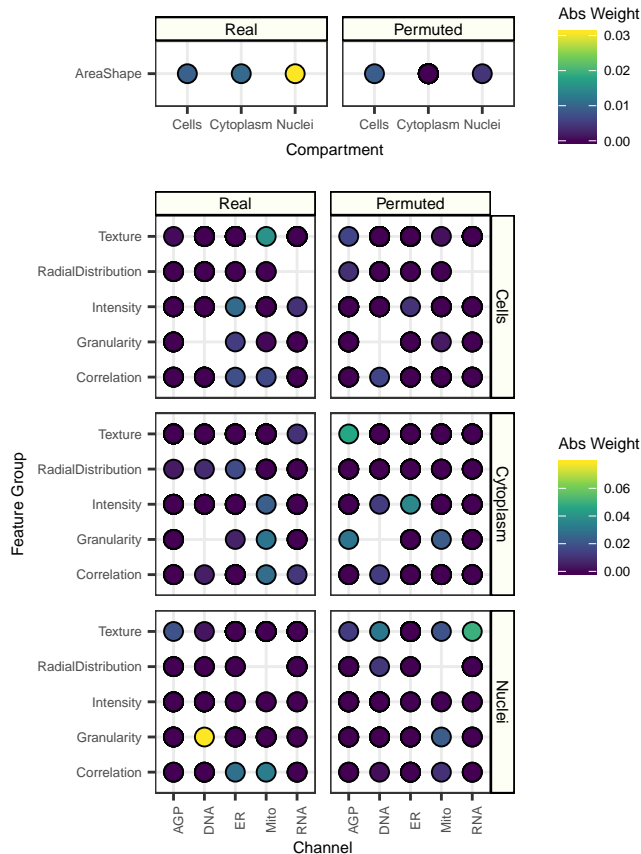 Real
Permuted
AreaShape
Cells
Cytoplasm
Nuclei
Cells
Cytoplasm
Nuclei
Compartment
Abs Weight
0.03
0.02
0.01
0.00
Real
Permuted
Texture
RadialDistribution
Intensity
Granularity
Correlation
Cells
Texture
RadialDistribution
Intensity
Granularity
Correlation
Cytoplasm
Texture
RadialDistribution
Intensity
Granularity
Correlation
Nuclei
Feature Group
AGP
DNA
ER
Mito
RNA
AGP
DNA
ER
Mito
RNA
Channel
Abs Weight
0.06
0.04
0.02
0.00